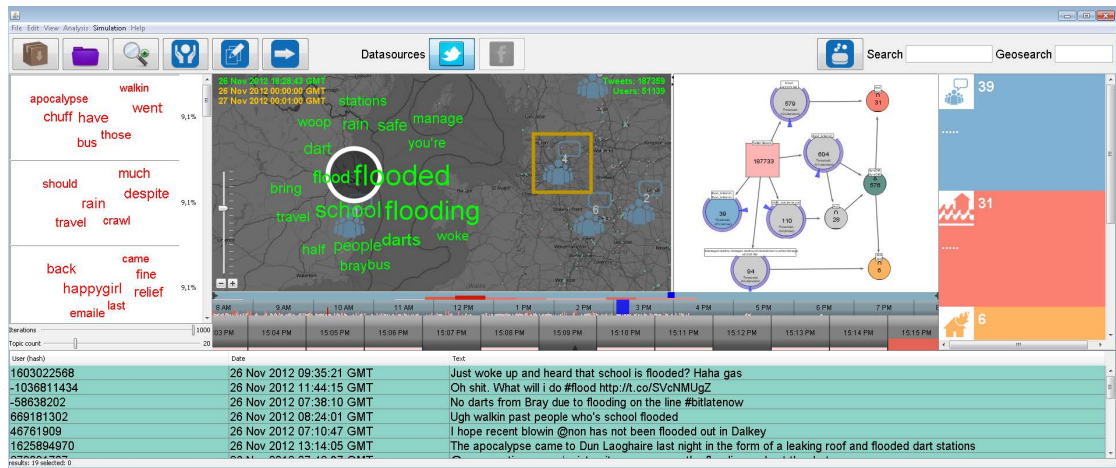 File Edit View Analysis Simulation Help
Datasources
Search
Geosearch
walkin
apocalypse
went
chuff have
those
bus
9,1%
much
should
despite
rain
travel crawl
9,1%
came
back
fine
happygirl relief
last
emaile
9,1%
Iterations 1000
Topic count 20
26 Nov 2012 18:28:43 GMT
26 Nov 2012 00:00:00 GMT
27 Nov 2012 00:01:00 GMT
Tweets: 187359
Users: 51139
stations
woop rain safe manage
dart you're
flood flooded
bring
travel school flooding
half people darts woke
bray bus
4
6
2
579
31
604
187733
6
578
39
110
28
94
6
39
.....
31
.....
6
8 AM 9 AM 10 AM 11 AM 12 PM 1 PM 2 PM 3 PM 4 PM 5 PM 6 PM 7 PM
03 PM 15:04 PM 15:05 PM 15:06 PM 15:07 PM 15:08 PM 15:09 PM 15:10 PM 15:11 PM 15:12 PM 15:13 PM 15:14 PM 15:15 PM
User (hash) Date Text
1603022568 26 Nov 2012 09:35:21 GMT Just woke up and heard that school is flooded? Haha gas
-1036811434 26 Nov 2012 11:44:15 GMT Oh shit. What will i do #flood http://t.co/SVcNMUgZ
-58638202 26 Nov 2012 07:38:10 GMT No darts from Bray due to flooding on the line #bitlatenow
669181302 26 Nov 2012 08:24:01 GMT Ugh walkin past people who's school flooded
46761909 26 Nov 2012 07:10:47 GMT I hope recent blowin @non has not been flooded out in Dalkey
1625894970 26 Nov 2012 13:14:05 GMT The apocalypse came to Dun Laoghaire last night in the form of a leaking roof and flooded dart stations
results: 19 selected: 0